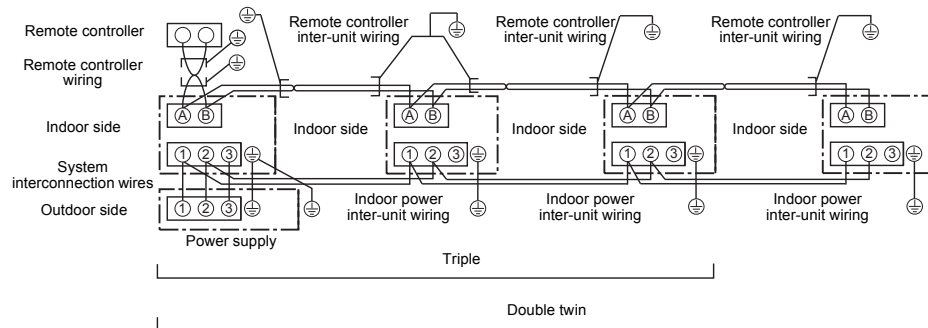 Remote controller
Remote controller
inter-unit wiring
Remote controller
inter-unit wiring
Remote controller
inter-unit wiring
Remote controller
wiring
Indoor side
A B
Indoor side
A B
Indoor side
A B
Indoor side
A B
1 2 3
1 2 3
1 2 3
1 2 3
System
interconnection wires
Outdoor side
1 2 3
Indoor power
inter-unit wiring
Indoor power
inter-unit wiring
Indoor power
inter-unit wiring
Power supply
Triple
Double twin